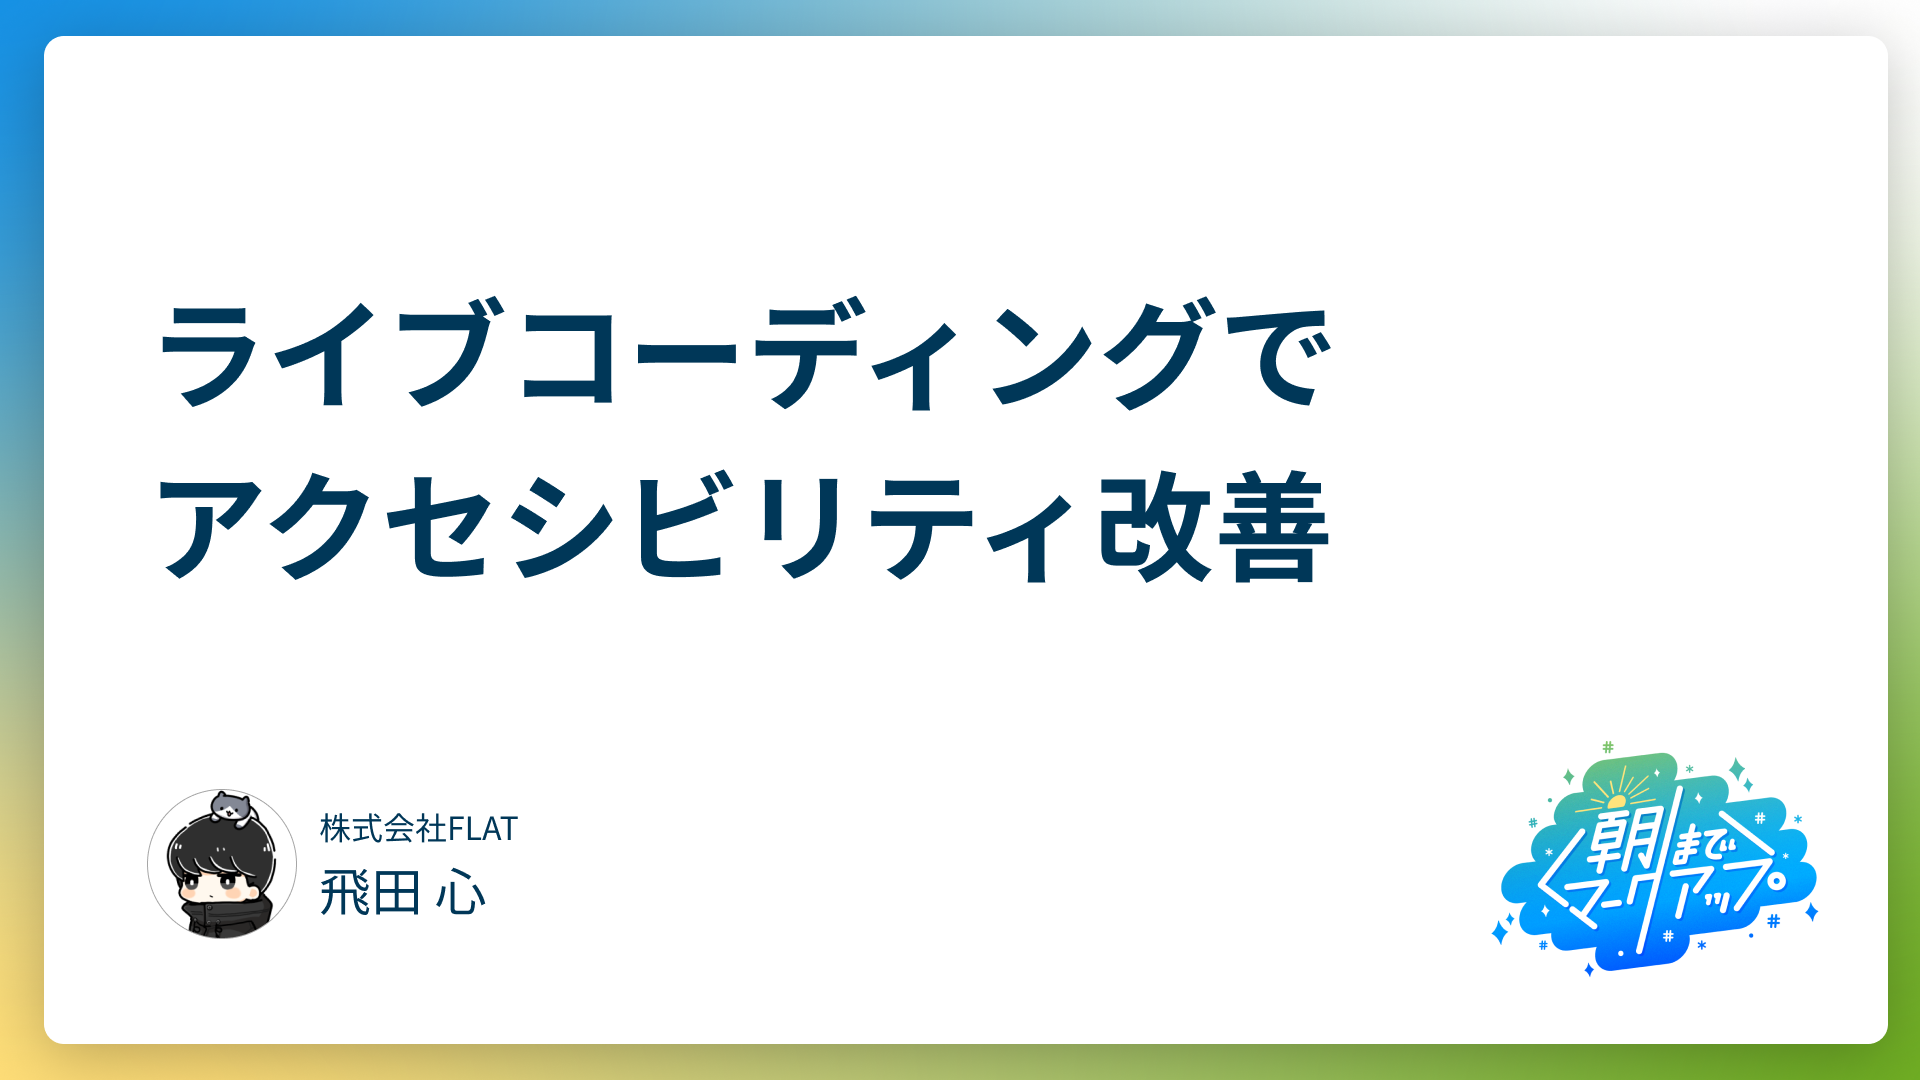 ライブコーディングで
アクセシビリティ改善
株式会社FLAT
飛田 心
朝まで
マークアップ。